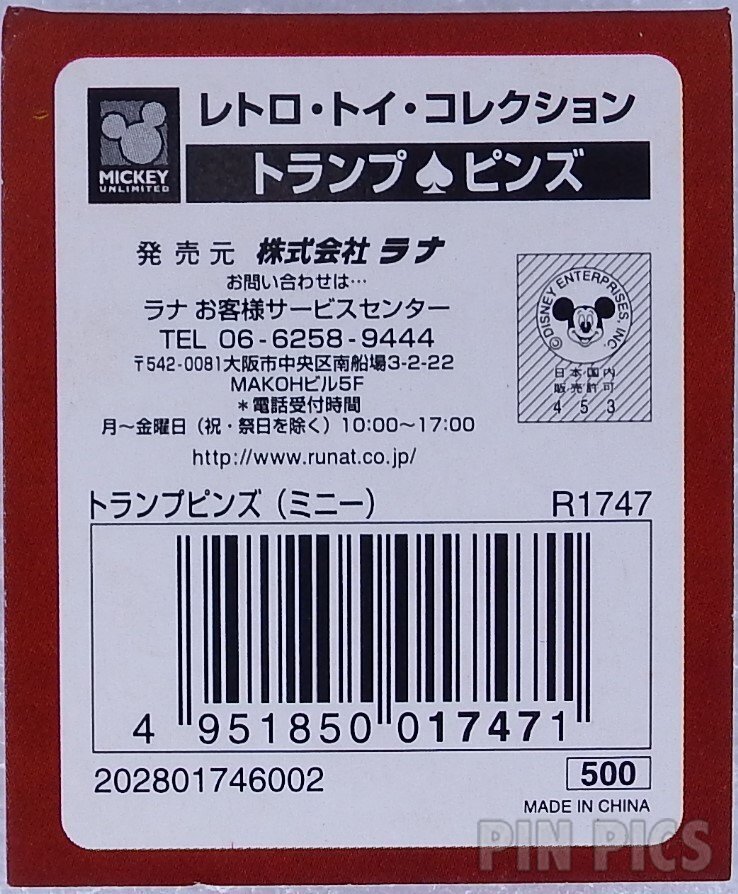 MICKEY
UNLIMITED
レトロ・トイ・コレクション
トランプ♠ピンズ
発売元 株式会社 ラナ
お問い合わせは…
ラナ お客様サービスセンター
TEL 06-6258-9444
〒542-0081大阪市中央区南船場3-2-22
MAKOHビル5F
＊電話受付時間
月～金曜日（祝・祭日を除く）10:00～17:00
http://www.runat.co.jp/
©DISNEY ENTERPRISES, INC.
日本国内
販売許可
453
トランプピンズ（ミニー） R1747
4 951850 017471
202801746002
500
MADE IN CHINA
PIN PICS